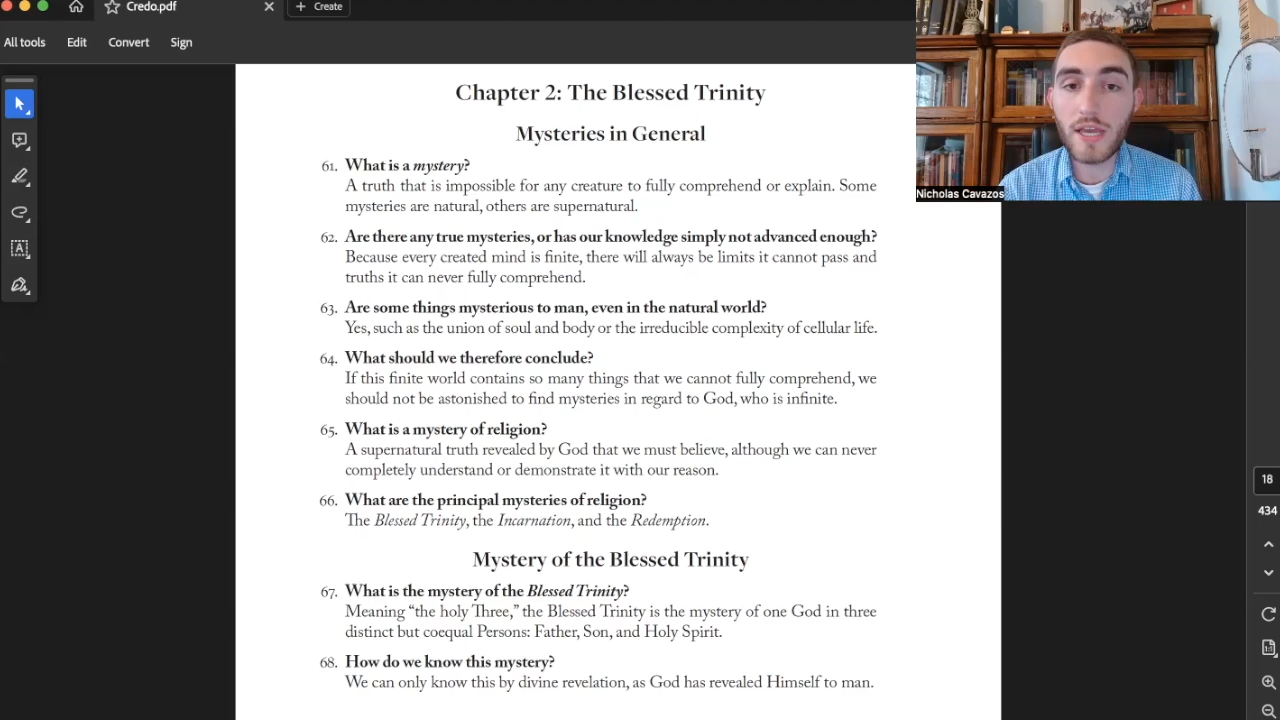 Credo.pdf
Create
All tools
Edit
Convert
Sign
Nicholas Cavazos
Chapter 2: The Blessed Trinity
Mysteries in General
61. What is a mystery?
A truth that is impossible for any creature to fully comprehend or explain. Some
mysteries are natural, others are supernatural.
62. Are there any true mysteries, or has our knowledge simply not advanced enough?
Because every created mind is finite, there will always be limits it cannot pass and
truths it can never fully comprehend.
63. Are some things mysterious to man, even in the natural world?
Yes, such as the union of soul and body or the irreducible complexity of cellular life.
64. What should we therefore conclude?
If this finite world contains so many things that we cannot fully comprehend, we
should not be astonished to find mysteries in regard to God, who is infinite.
65. What is a mystery of religion?
A supernatural truth revealed by God that we must believe, although we can never
completely understand or demonstrate it with our reason.
66. What are the principal mysteries of religion?
The Blessed Trinity, the Incarnation, and the Redemption.
Mystery of the Blessed Trinity
67. What is the mystery of the Blessed Trinity?
Meaning “the holy Three,” the Blessed Trinity is the mystery of one God in three
distinct but coequal Persons: Father, Son, and Holy Spirit.
68. How do we know this mystery?
We can only know this by divine revelation, as God has revealed Himself to man.
18
434